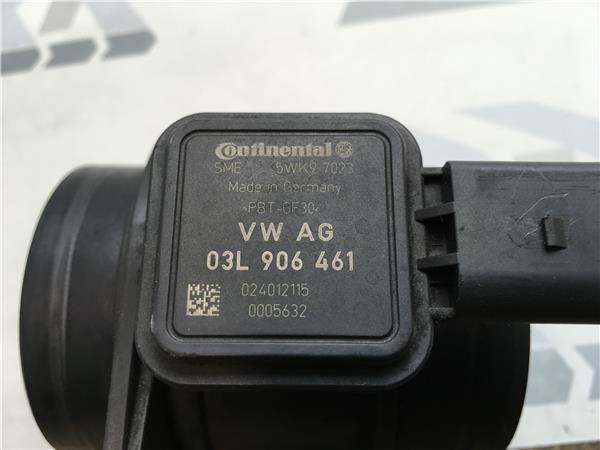 Continental
SME 5WK9 7023
Made in Germany
>PBT-GF30<
VW AG
03L 906 461
024012115
0005632